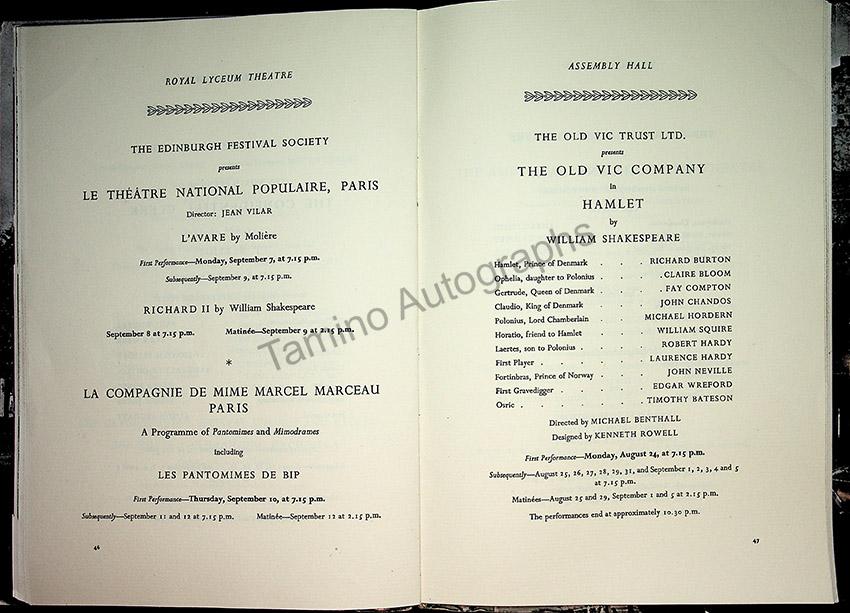 ROYAL LYCEUM THEATRE
THE EDINBURGH FESTIVAL SOCIETY
presents
LE THÉÂTRE NATIONAL POPULAIRE, PARIS
Director: JEAN VILAR
L'AVARE by Molière
First Performance—Monday, September 7, at 7.15 p.m.
Subsequently—September 9, at 7.15 p.m.
RICHARD II by William Shakespeare
September 8 at 7.15 p.m. Matinée—September 9 at 2.15 p.m.
*
LA COMPAGNIE DE MIME MARCEL MARCEAU
PARIS
A Programme of Pantomimes and Mimodrames
including
LES PANTOMIMES DE BIP
First Performance—Thursday, September 10, at 7.15 p.m.
Subsequently—September 11 and 12 at 7.15 p.m. Matinée—September 12 at 2.15 p.m.
46
ASSEMBLY HALL
THE OLD VIC TRUST LTD.
presents
THE OLD VIC COMPANY
in
HAMLET
by
WILLIAM SHAKESPEARE
Hamlet, Prince of Denmark . . . RICHARD BURTON
Ophelia, daughter to Polonius . . . . CLAIRE BLOOM
Gertrude, Queen of Denmark . . . . FAY COMPTON
Claudio, King of Denmark . . . JOHN CHANDOS
Polonius, Lord Chamberlain . . . MICHAEL HORDERN
Horatio, friend to Hamlet . . . WILLIAM SQUIRE
Laertes, son to Polonius . . . . ROBERT HARDY
First Player . . . . . . LAURENCE HARDY
Fortinbras, Prince of Norway . . . JOHN NEVILLE
First Gravedigger . . . . . EDGAR WREFORD
Osric . . . . . . . TIMOTHY BATESON
Directed by MICHAEL BENTHALL
Designed by KENNETH ROWELL
First Performance—Monday, August 24, at 7.15 p.m.
Subsequently—August 25, 26, 27, 28, 29, 31, and September 1, 2, 3, 4 and 5
at 7.15 p.m.
Matinées—August 25 and 29, September 1 and 5 at 2.15 p.m.
The performances end at approximately 10.30 p.m.
47
Tamino Autographs